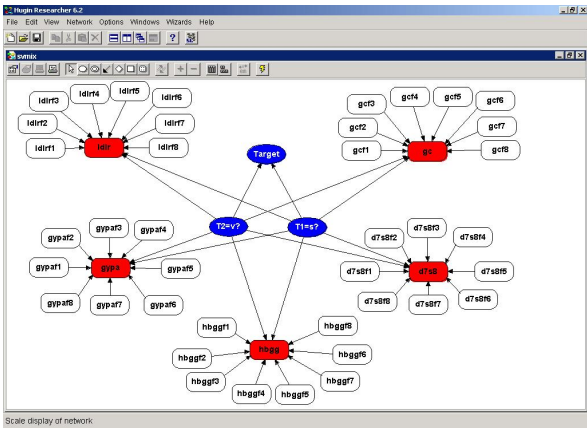 Hugin Researcher 6.2
File Edit View Network Options Windows Wizards Help
svmix
ldlrf3 ldlrf4 ldlrf5 ldlrf6
ldlrf2 ldlrf7
ldlrf1 ldlr ldlrf8
gcf3 gcf4 gcf5 gcf6
gcf2 gcf7
gcf1 gc gcf8
Target
T2=v? T1=s?
gypaf2 gypaf3 gypaf4
gypaf1 gypa gypaf5
gypaf8 gypaf7 gypaf6
d7s8f2 d7s8f3 d7s8f4
d7s8f1 d7s8 d7s8f5
d7s8f8 d7s8f7 d7s8f6
hbggf1 hbggf8
hbggf2 hbgg hbggf6
hbggf3 hbggf4 hbggf5 hbggf7
Scale display of network